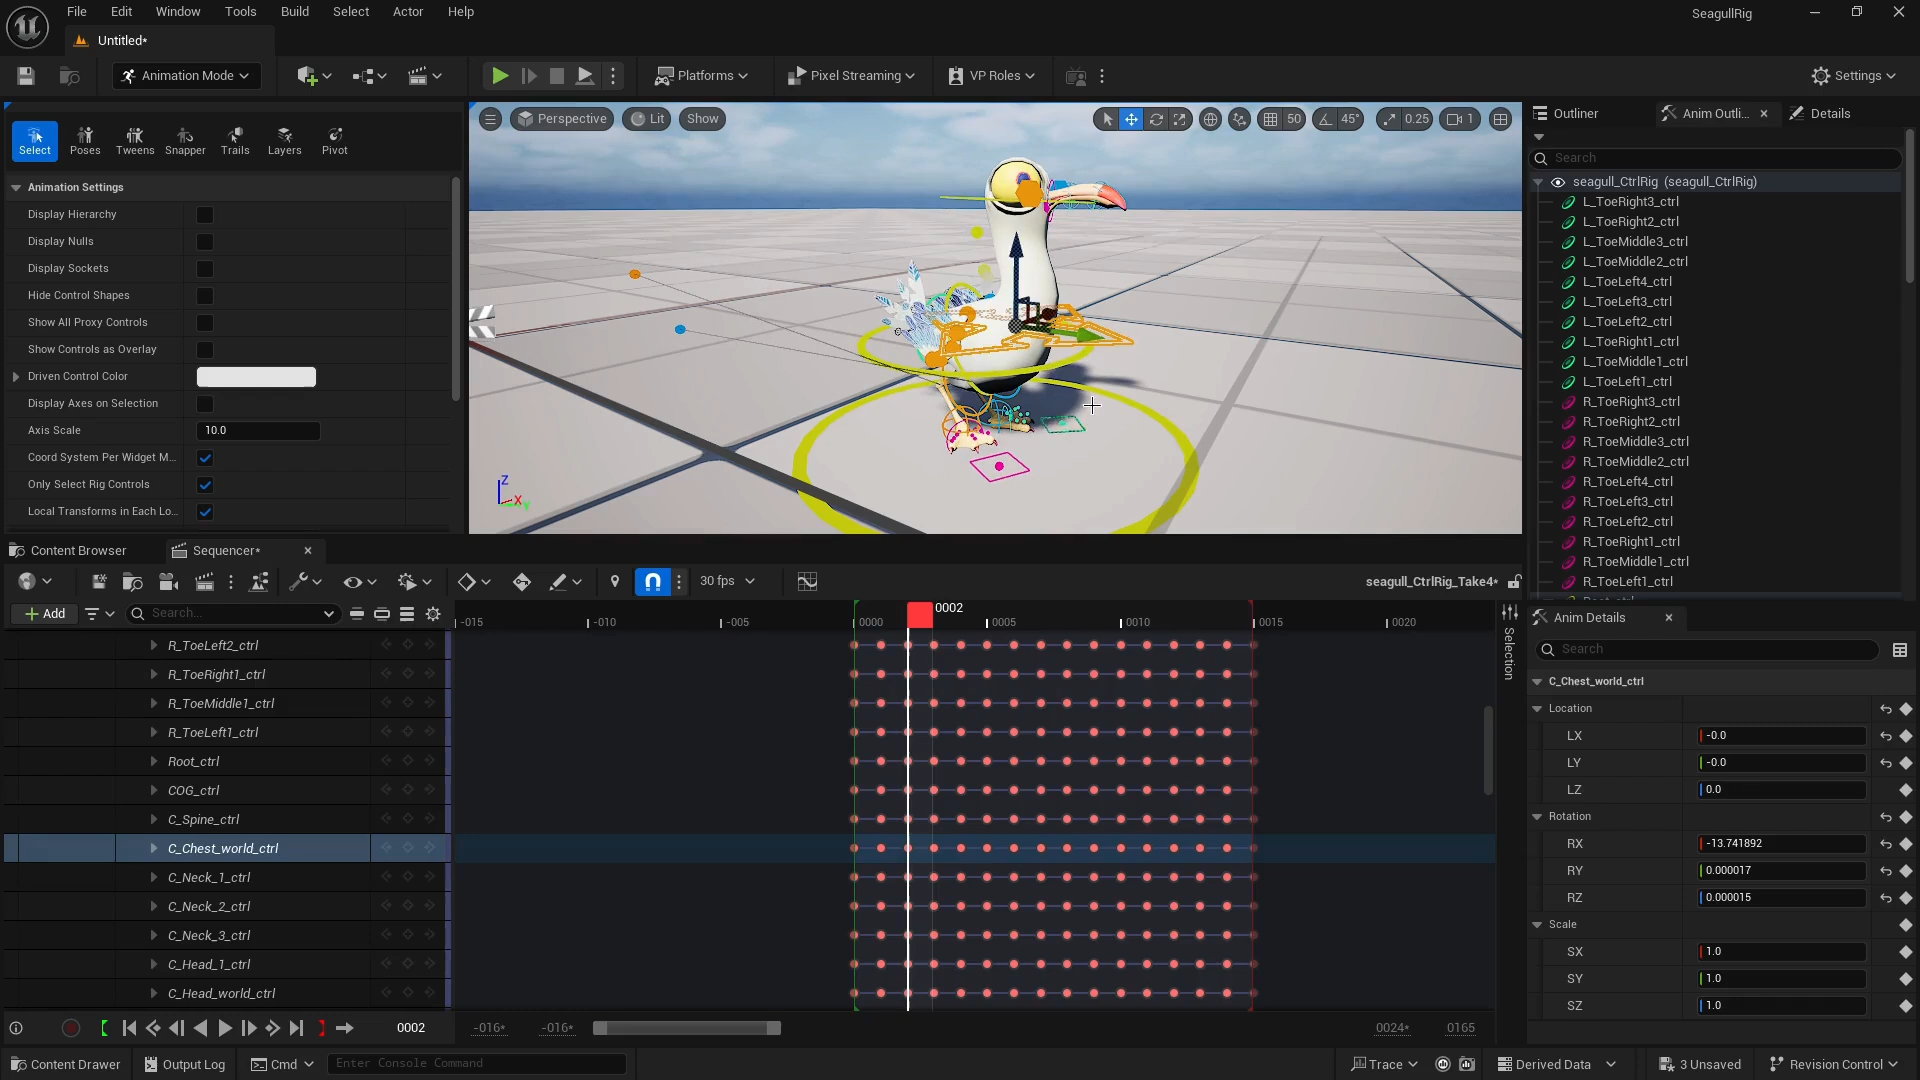 File Edit Window Tools Build Select Actor Help
SeagullRig
Untitled*
Animation Mode
Platforms
Pixel Streaming
VP Roles
Settings
Select Poses Tweens Snapper Trails Layers Pivot
Animation Settings
Display Hierarchy
Display Nulls
Display Sockets
Hide Control Shapes
Show All Proxy Controls
Show Controls as Overlay
Driven Control Color
Display Axes on Selection
Axis Scale 10.0
Coord System Per Widget M...
Only Select Rig Controls
Local Transforms in Each Lo...
Perspective Lit Show
50 45° 0.25 1
Z
X
Y
Outliner Anim Outli... Details
Search
seagull_CtrlRig (seagull_CtrlRig)
L_ToeRight3_ctrl
L_ToeRight2_ctrl
L_ToeMiddle3_ctrl
L_ToeMiddle2_ctrl
L_ToeLeft4_ctrl
L_ToeLeft3_ctrl
L_ToeLeft2_ctrl
L_ToeRight1_ctrl
L_ToeMiddle1_ctrl
L_ToeLeft1_ctrl
R_ToeRight3_ctrl
R_ToeRight2_ctrl
R_ToeMiddle3_ctrl
R_ToeMiddle2_ctrl
R_ToeLeft4_ctrl
R_ToeLeft3_ctrl
R_ToeLeft2_ctrl
R_ToeRight1_ctrl
R_ToeMiddle1_ctrl
R_ToeLeft1_ctrl
Content Browser Sequencer*
30 fps
seagull_CtrlRig_Take4*
Add
Search...
0002
-015 -010 -005 0000 0005 0010 0015 0020
R_ToeLeft2_ctrl
R_ToeRight1_ctrl
R_ToeMiddle1_ctrl
R_ToeLeft1_ctrl
Root_ctrl
COG_ctrl
C_Spine_ctrl
C_Chest_world_ctrl
C_Neck_1_ctrl
C_Neck_2_ctrl
C_Neck_3_ctrl
C_Head_1_ctrl
C_Head_world_ctrl
Selection
0002 -016* -016* 0024* 0165
Anim Details
Search
C_Chest_world_ctrl
Location
LX -0.0
LY -0.0
LZ 0.0
Rotation
RX -13.741892
RY 0.000017
RZ 0.000015
Scale
SX 1.0
SY 1.0
SZ 1.0
Content Drawer Output Log Cmd Enter Console Command
Trace Derived Data 3 Unsaved Revision Control